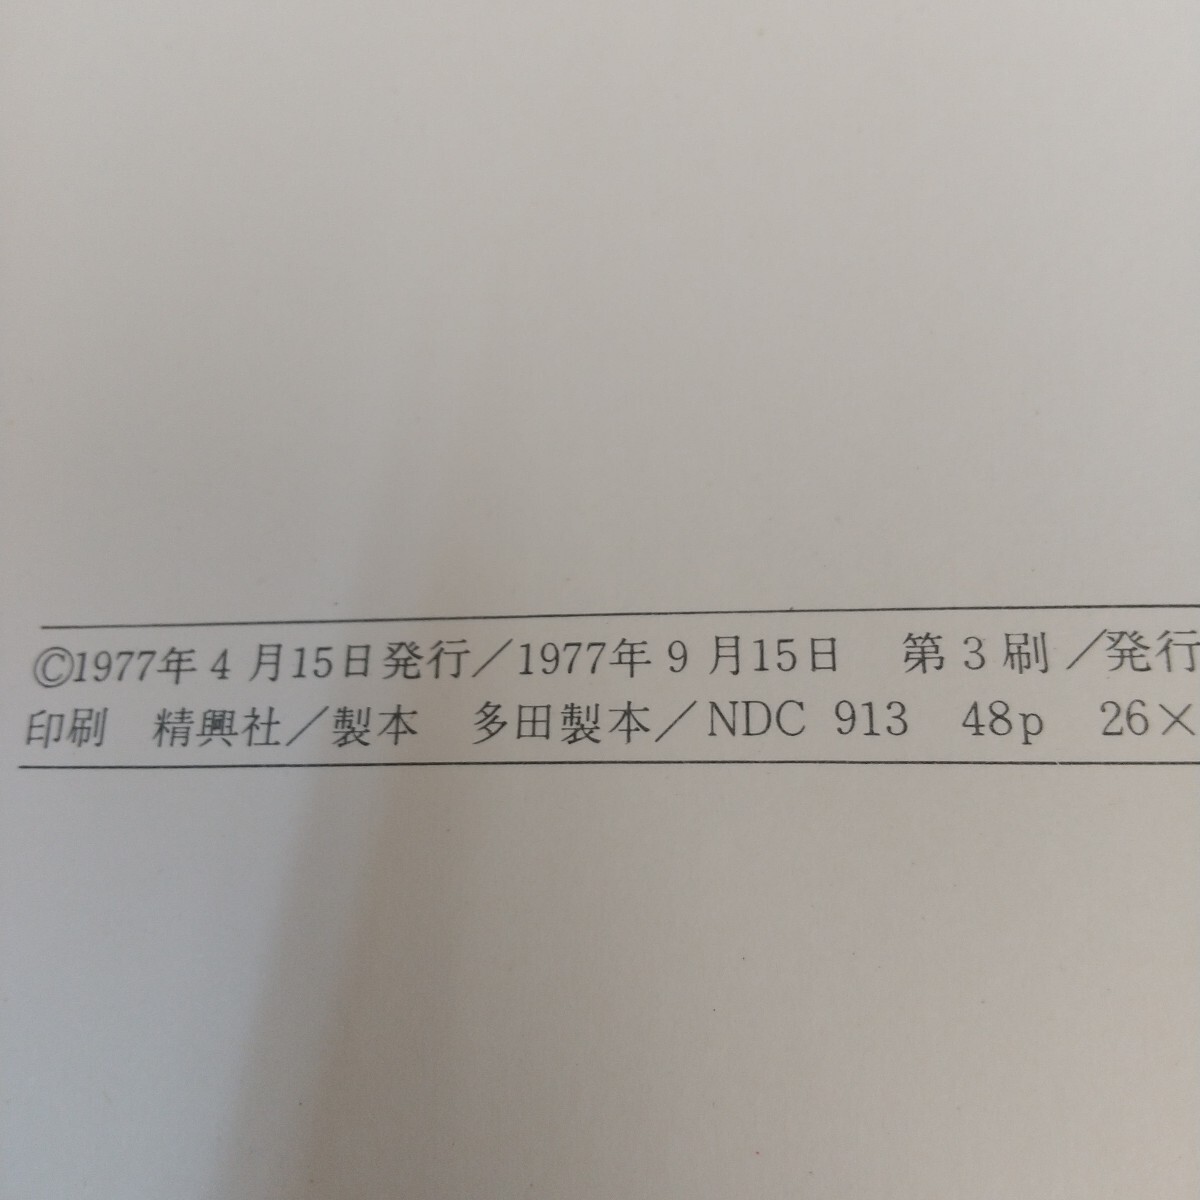 ©1977年4月15日発行／1977年9月15日　第3刷／発行
印刷　精興社／製本　多田製本／NDC 913　48p　26×